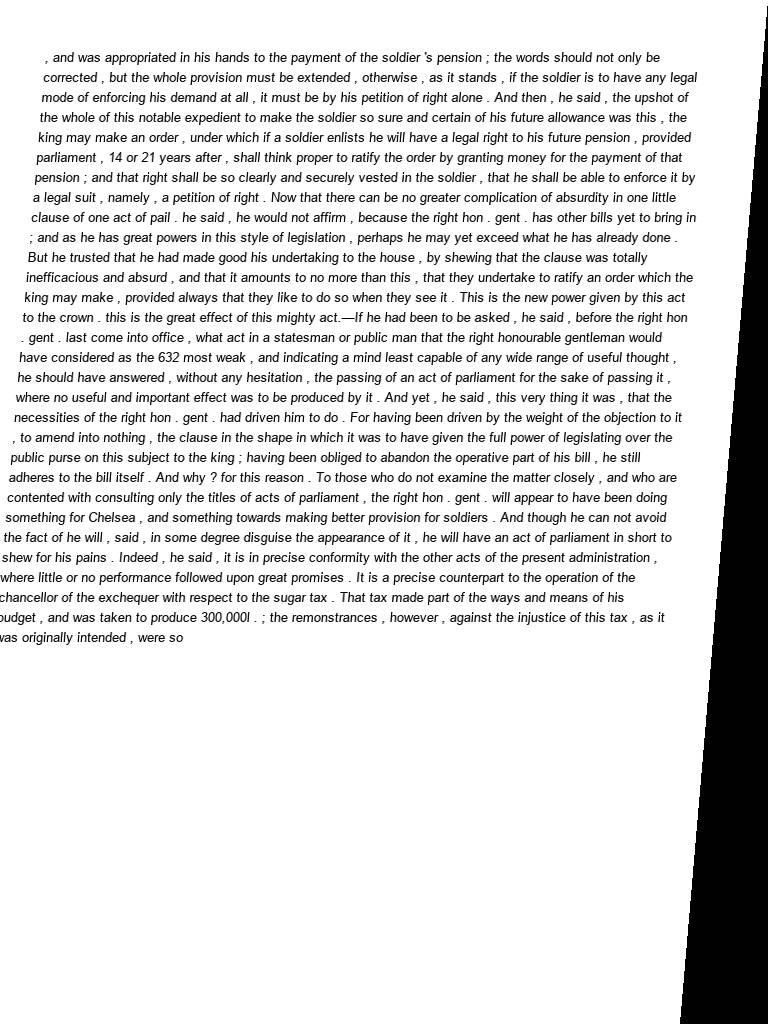 , and was appropriated in his hands to the payment of the soldier 's pension ; the words should not only be
corrected , but the whole provision must be extended , otherwise , as it stands , if the soldier is to have any legal
mode of enforcing his demand at all , it must be by his petition of right alone . And then , he said , the upshot of
the whole of this notable expedient to make the soldier so sure and certain of his future allowance was this , the
king may make an order , under which if a soldier enlists he will have a legal right to his future pension , provided
parliament , 14 or 21 years after , shall think proper to ratify the order by granting money for the payment of that
pension ; and that right shall be so clearly and securely vested in the soldier , that he shall be able to enforce it by
a legal suit , namely , a petition of right . Now that there can be no greater complication of absurdity in one little
clause of one act of pail . he said , he would not affirm , because the right hon . gent . has other bills yet to bring in
; and as he has great powers in this style of legislation , perhaps he may yet exceed what he has already done .
But he trusted that he had made good his undertaking to the house , by shewing that the clause was totally
inefficacious and absurd , and that it amounts to no more than this , that they undertake to ratify an order which the
king may make , provided always that they like to do so when they see it . This is the new power given by this act
to the crown . this is the great effect of this mighty act.—If he had been to be asked , he said , before the right hon
. gent . last come into office , what act in a statesman or public man that the right honourable gentleman would
have considered as the 632 most weak , and indicating a mind least capable of any wide range of useful thought ,
he should have answered , without any hesitation , the passing of an act of parliament for the sake of passing it ,
where no useful and important effect was to be produced by it . And yet , he said , this very thing it was , that the
necessities of the right hon . gent . had driven him to do . For having been driven by the weight of the objection to it
, to amend into nothing , the clause in the shape in which it was to have given the full power of legislating over the
public purse on this subject to the king ; having been obliged to abandon the operative part of his bill , he still
adheres to the bill itself . And why ? for this reason . To those who do not examine the matter closely , and who are
contented with consulting only the titles of acts of parliament , the right hon . gent . will appear to have been doing
something for Chelsea , and something towards making better provision for soldiers . And though he can not avoid
the fact of he will , said , in some degree disguise the appearance of it , he will have an act of parliament in short to
shew for his pains . Indeed , he said , it is in precise conformity with the other acts of the present administration ,
where little or no performance followed upon great promises . It is a precise counterpart to the operation of the
chancellor of the exchequer with respect to the sugar tax . That tax made part of the ways and means of his
budget , and was taken to produce 300,000l . ; the remonstrances , however , against the injustice of this tax , as it
was originally intended , were so